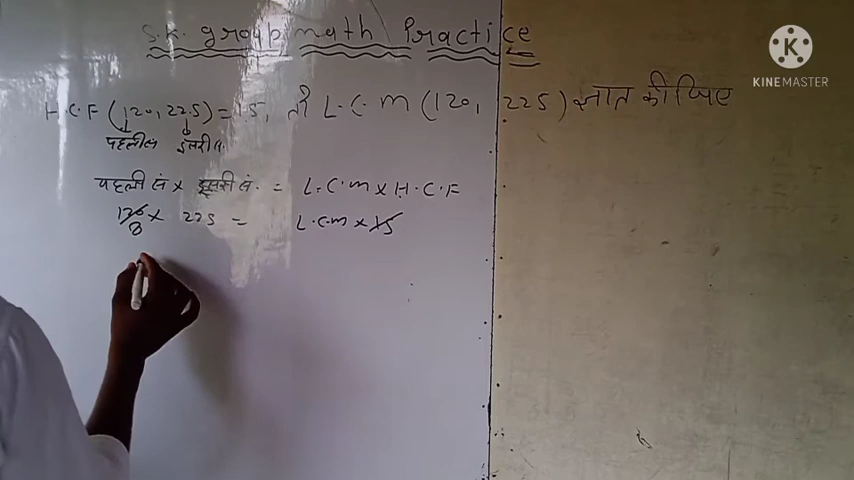 S.K. group math Practice
K
KINEMASTER
H.C.F (120, 225) = 15, तो L.C.M (120, 225) ज्ञात कीजिए
पहली सं दूसरी सं.
पहली सं × दूसरी सं. = L.C.M × H.C.F
120 × 225 = L.C.M × 15
8